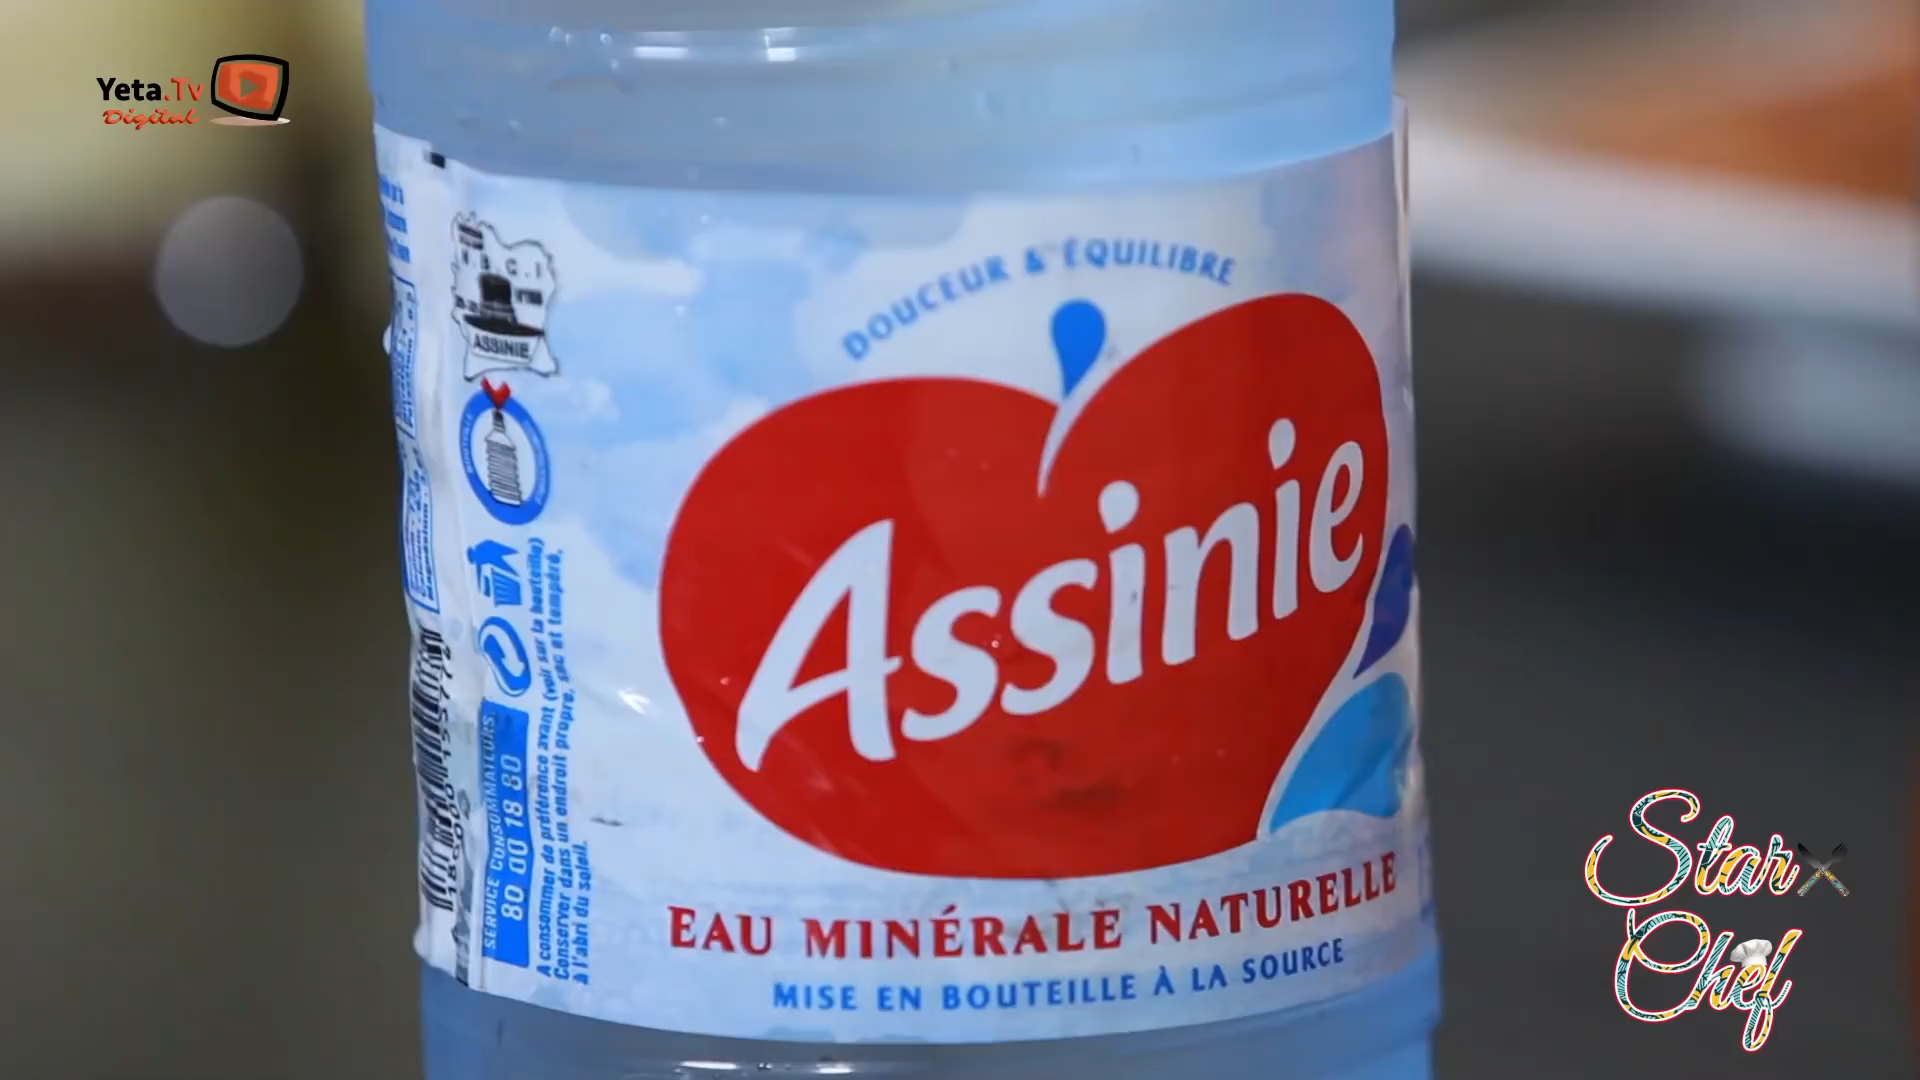 Yeta.Tv
Digital
N.B.C.I
ASSINIE
DOUCEUR & ÉQUILIBRE
Assinie
EAU MINÉRALE NATURELLE
MISE EN BOUTEILLE À LA SOURCE
SERVICE CONSOMMATEURS:
80 00 18 80
A consommer de préférence avant (voir sur la bouteille)
Conserver dans un endroit propre, sec et tempéré,
à l'abri du soleil.
Star
Chef